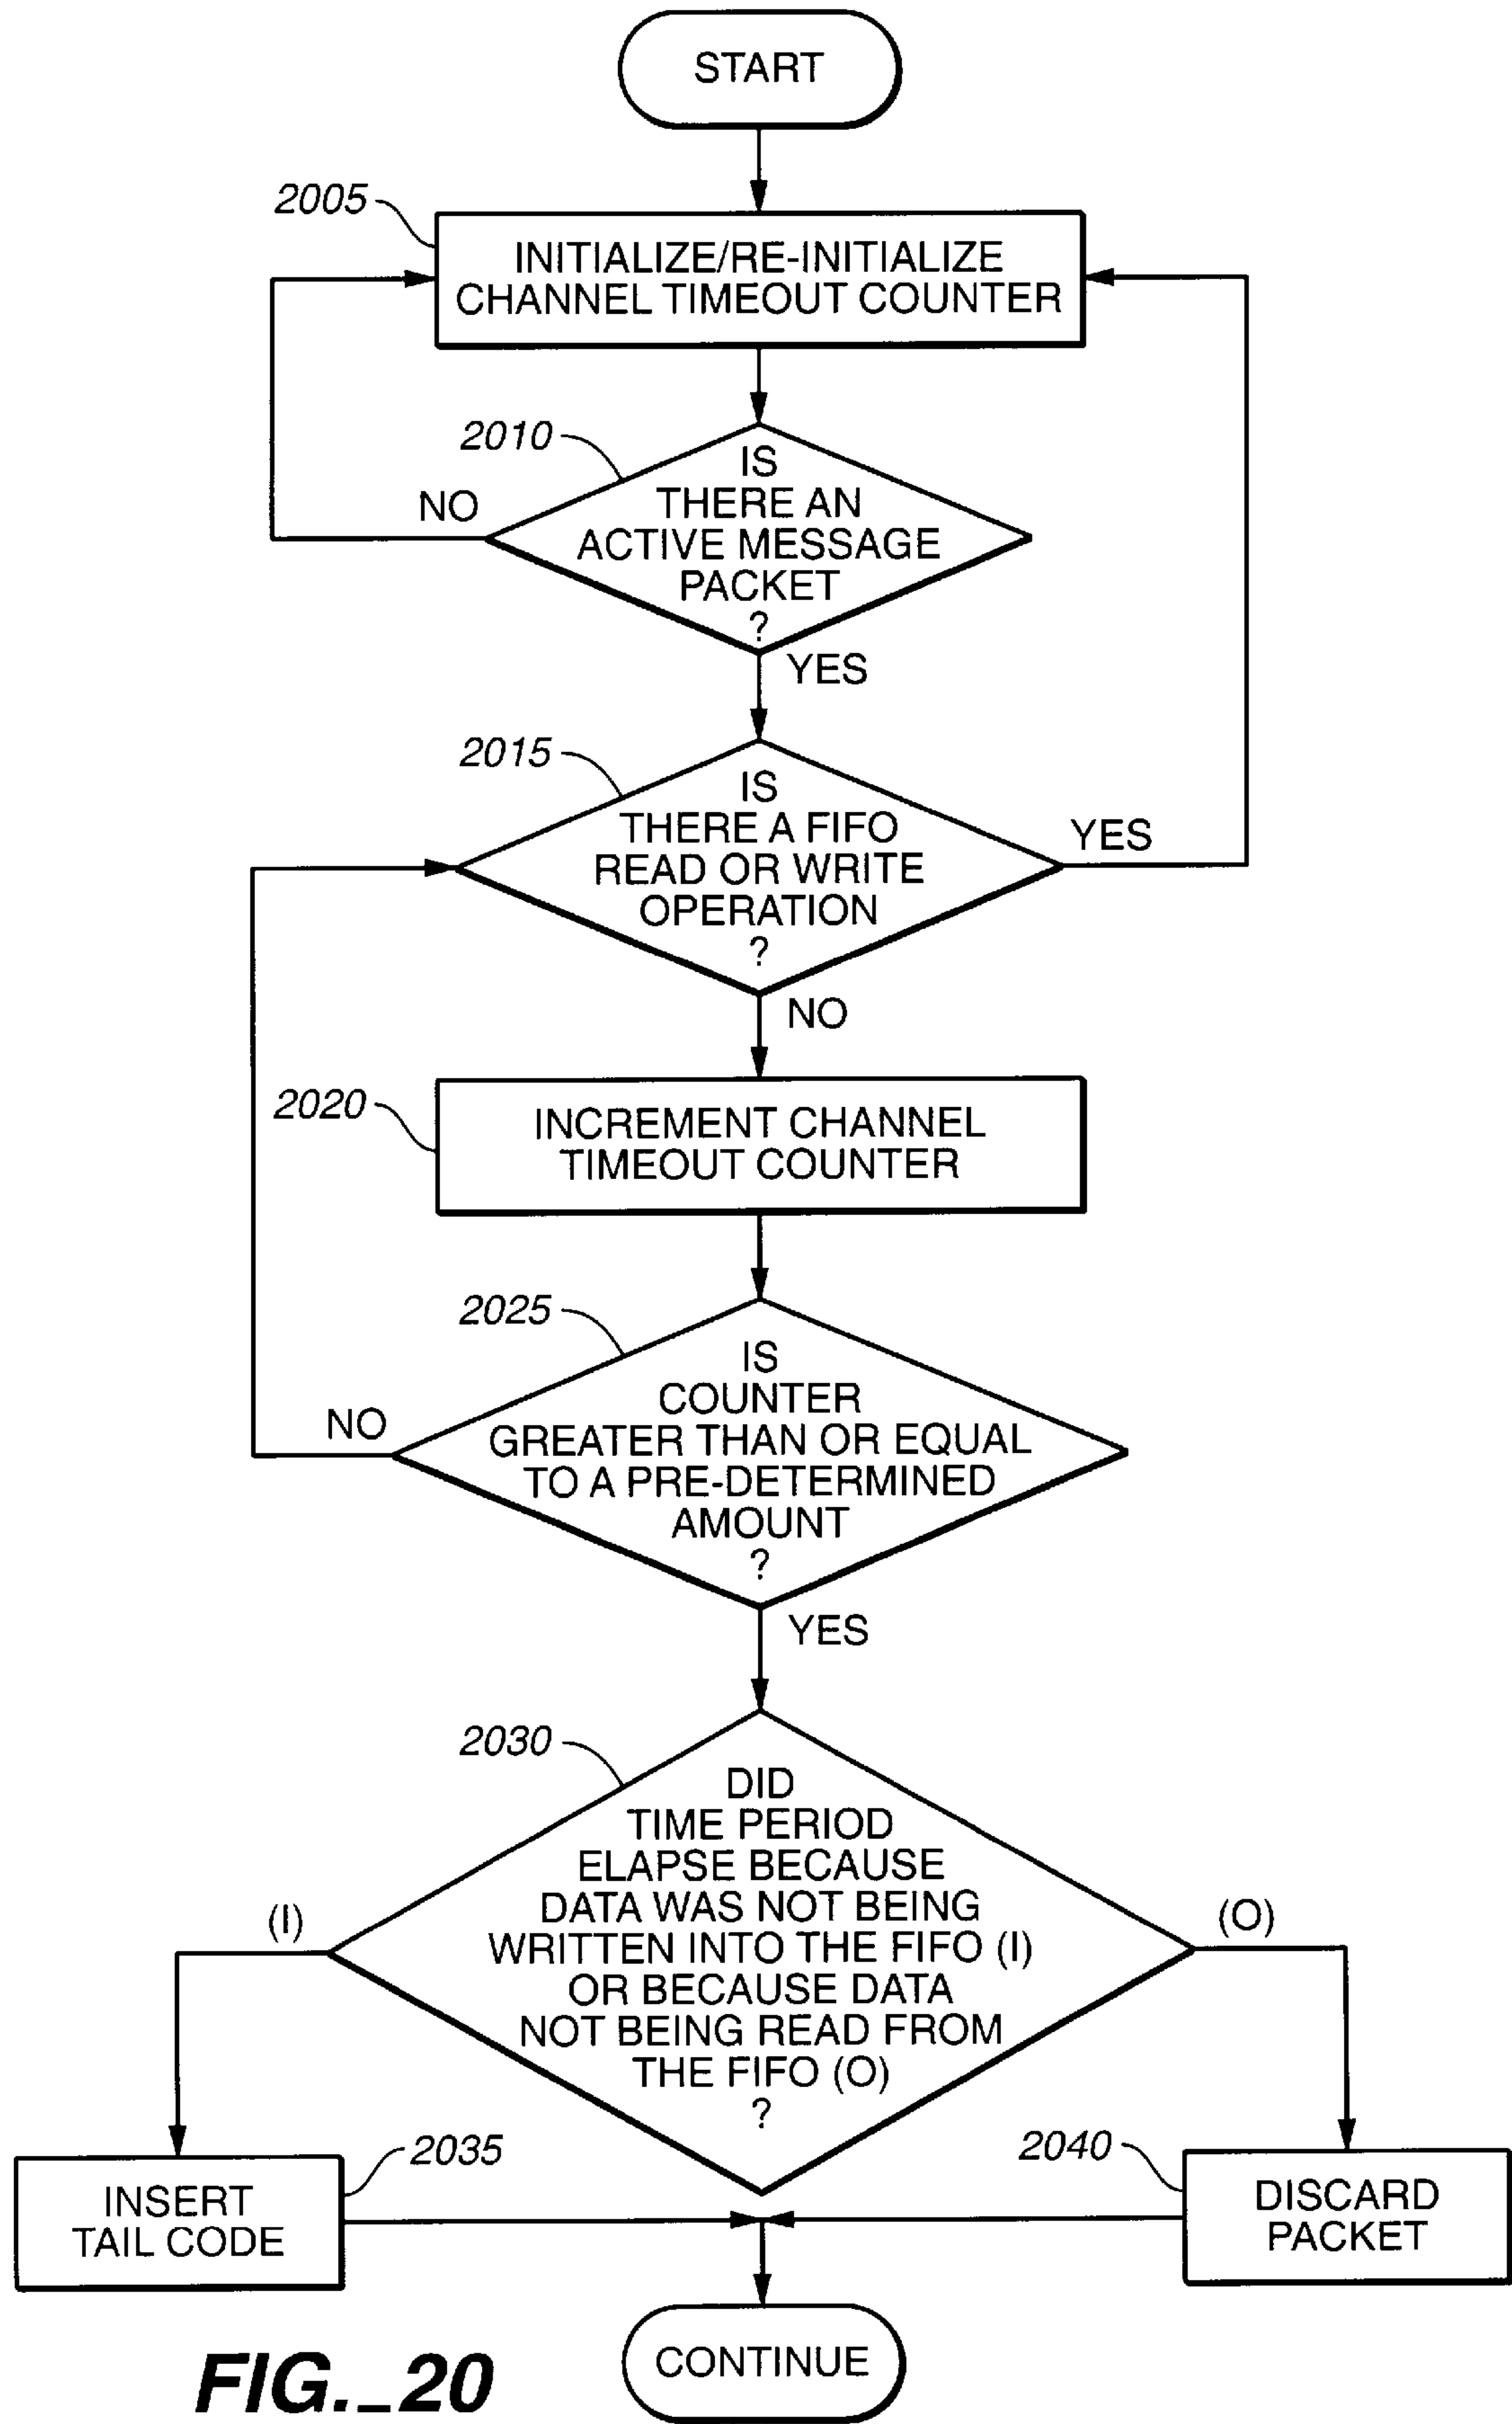 START
2005
INITIALIZE/RE-INITIALIZE
CHANNEL TIMEOUT COUNTER
2010
IS
THERE AN
ACTIVE MESSAGE
PACKET
?
NO
YES
2015
IS
THERE A FIFO
READ OR WRITE
OPERATION
?
YES
NO
2020
INCREMENT CHANNEL
TIMEOUT COUNTER
2025
IS
COUNTER
GREATER THAN OR EQUAL
TO A PRE-DETERMINED
AMOUNT
?
NO
YES
2030
DID
TIME PERIOD
ELAPSE BECAUSE
DATA WAS NOT BEING
WRITTEN INTO THE FIFO (I)
OR BECAUSE DATA
NOT BEING READ FROM
THE FIFO (O)
?
(I)
(O)
2035
INSERT
TAIL CODE
2040
DISCARD
PACKET
CONTINUE
FIG._20